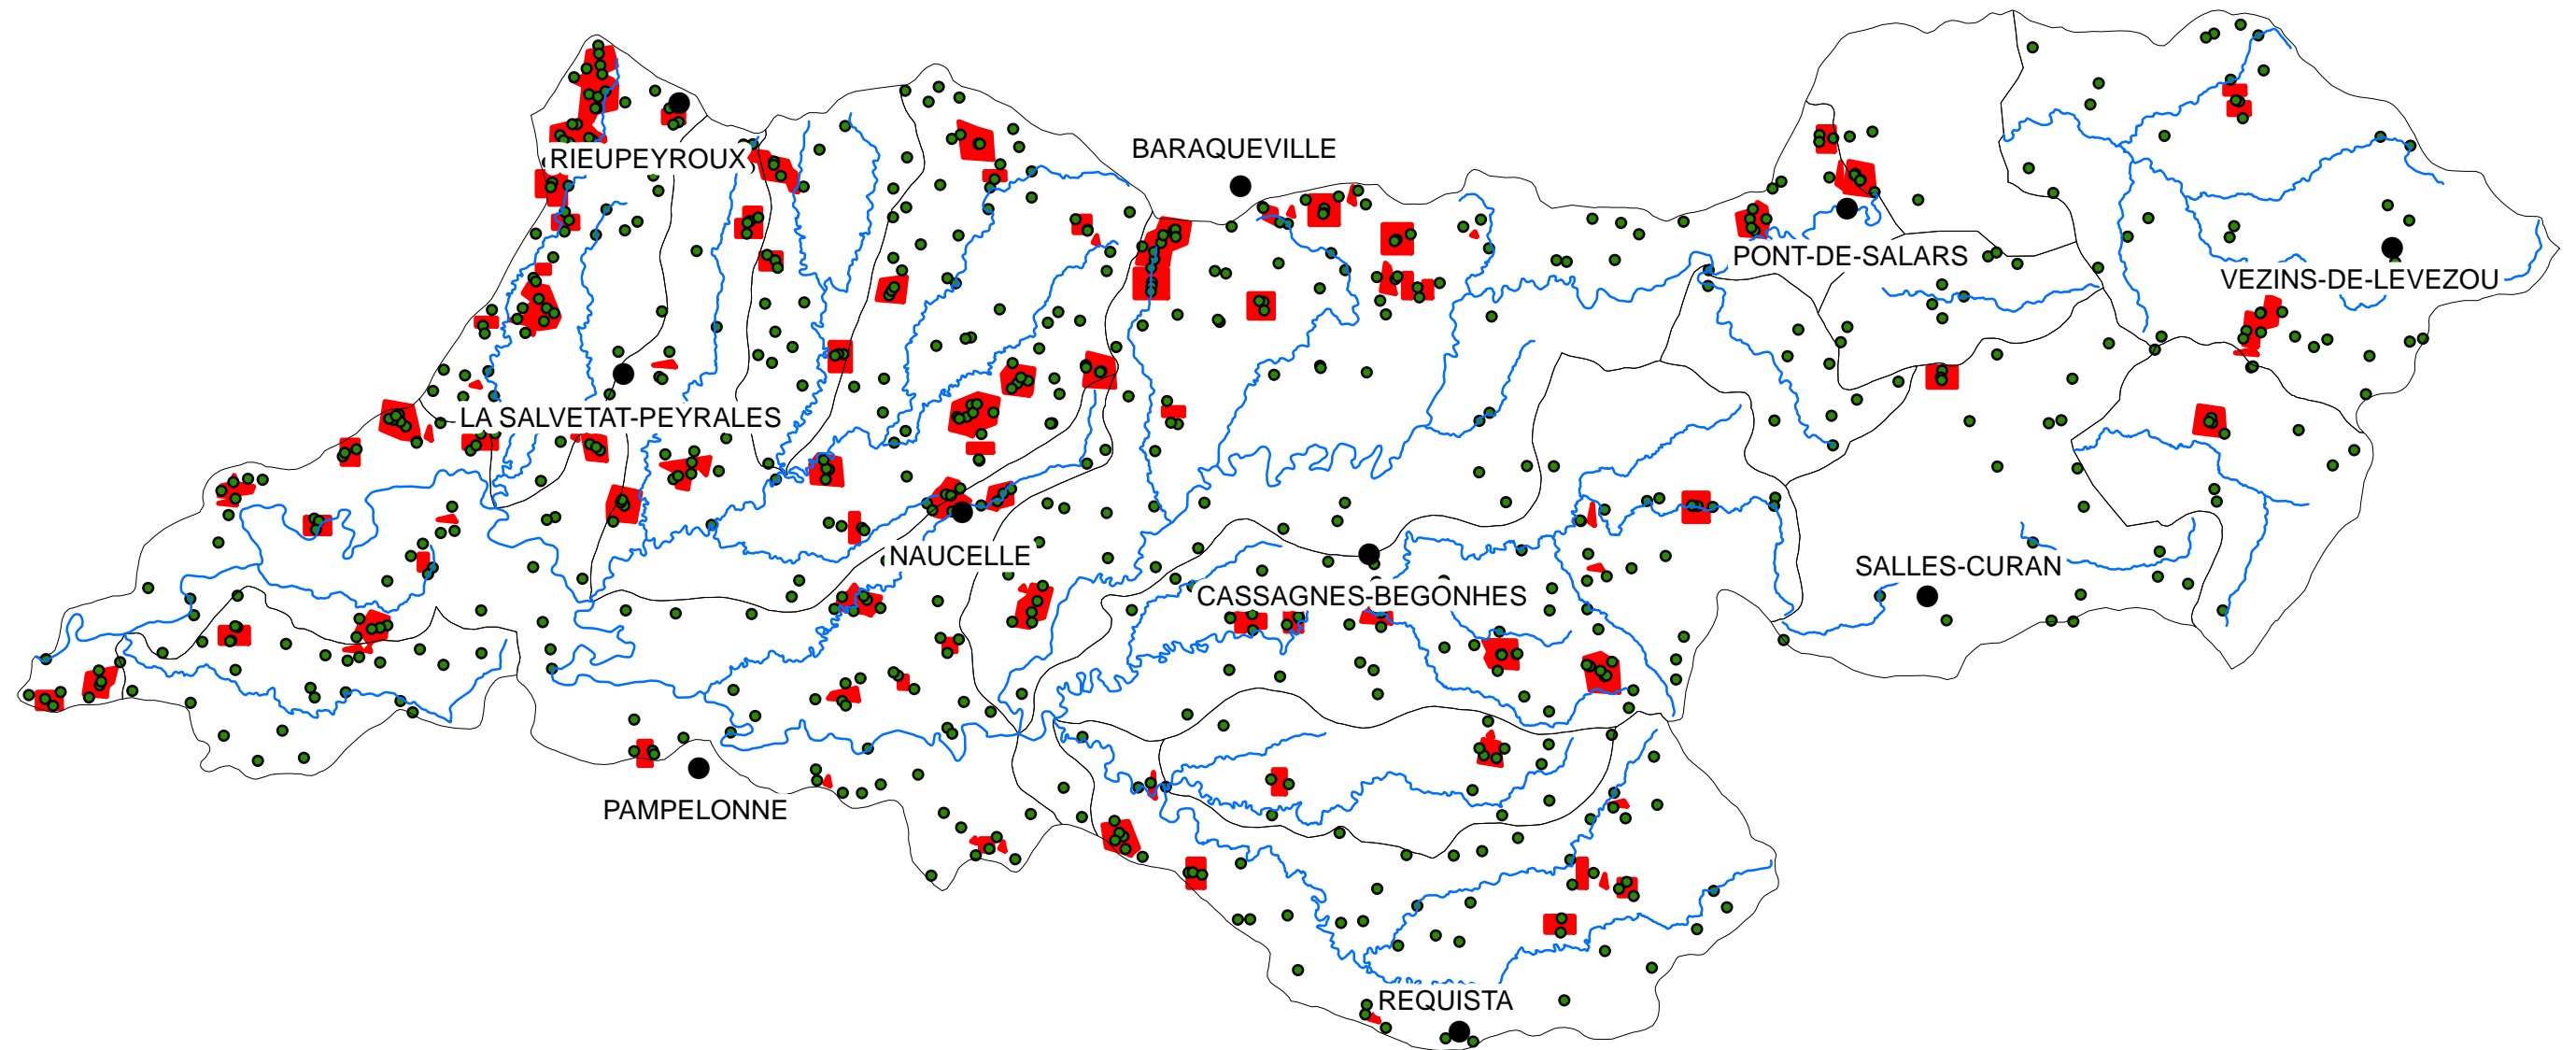 BARAQUEVILLE
RIEUPEYROUX
PONT-DE-SALARS
VEZINS-DE-LEVEZOU
LA SALVETAT-PEYRALES
NAUCELLE
SALLES-CURAN
CASSAGNES-BEGONHES
PAMPELONNE
REQUISTA